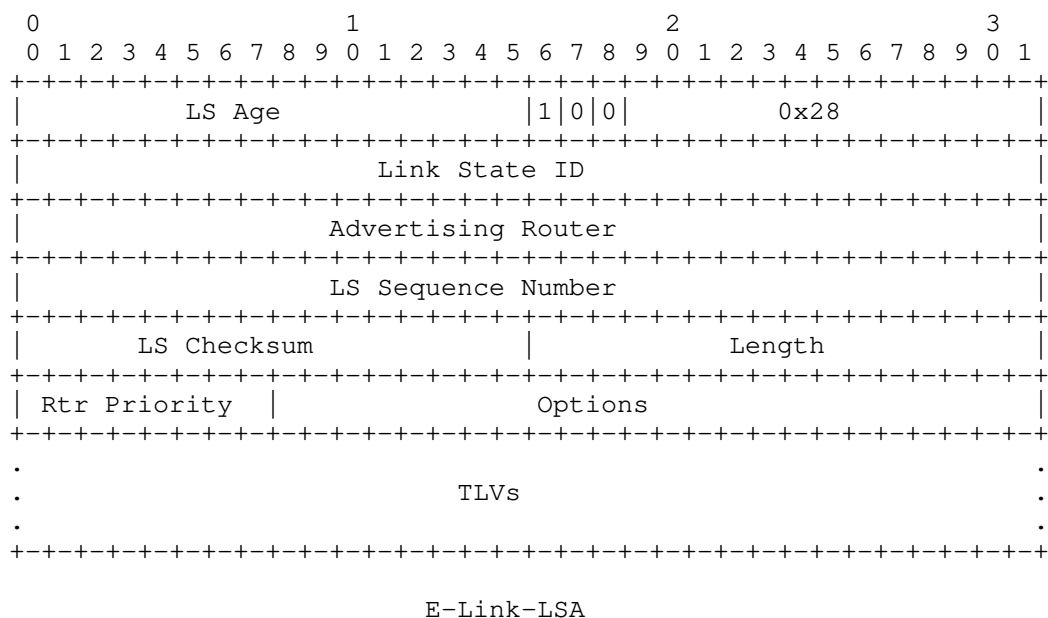 0                   1                   2                   3
 0 1 2 3 4 5 6 7 8 9 0 1 2 3 4 5 6 7 8 9 0 1 2 3 4 5 6 7 8 9 0 1
+-+-+-+-+-+-+-+-+-+-+-+-+-+-+-+-+-+-+-+-+-+-+-+-+-+-+-+-+-+-+-+-+
|          LS Age               |1|0|0|         0x28            |
+-+-+-+-+-+-+-+-+-+-+-+-+-+-+-+-+-+-+-+-+-+-+-+-+-+-+-+-+-+-+-+-+
|                      Link State ID                            |
+-+-+-+-+-+-+-+-+-+-+-+-+-+-+-+-+-+-+-+-+-+-+-+-+-+-+-+-+-+-+-+-+
|                   Advertising Router                          |
+-+-+-+-+-+-+-+-+-+-+-+-+-+-+-+-+-+-+-+-+-+-+-+-+-+-+-+-+-+-+-+-+
|                   LS Sequence Number                          |
+-+-+-+-+-+-+-+-+-+-+-+-+-+-+-+-+-+-+-+-+-+-+-+-+-+-+-+-+-+-+-+-+
|       LS Checksum             |            Length             |
+-+-+-+-+-+-+-+-+-+-+-+-+-+-+-+-+-+-+-+-+-+-+-+-+-+-+-+-+-+-+-+-+
| Rtr Priority  |                Options                        |
+-+-+-+-+-+-+-+-+-+-+-+-+-+-+-+-+-+-+-+-+-+-+-+-+-+-+-+-+-+-+-+-+
.                                                               .
.                           TLVs                                .
.                                                               .
+-+-+-+-+-+-+-+-+-+-+-+-+-+-+-+-+-+-+-+-+-+-+-+-+-+-+-+-+-+-+-+-+
                         E-Link-LSA